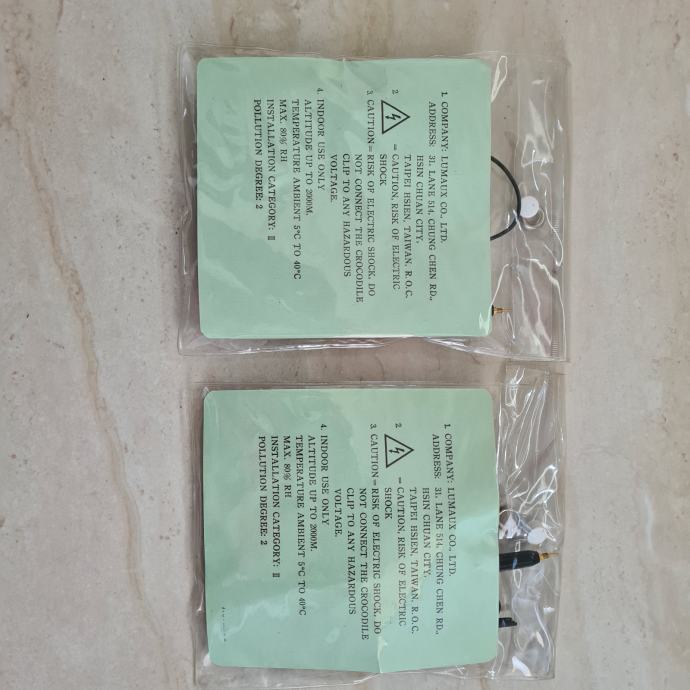 1. COMPANY: LUMAUX CO., LTD.
ADDRESS: 31, LANE 514, CHUNG CHEN RD.,
HSIN CHUAN CITY,
TAIPEI HSIEN, TAIWAN, R.O.C.
2 = CAUTION, RISK OF ELECTRIC
SHOCK
3. CAUTION = RISK OF ELECTRIC SHOCK, DO
NOT CONNECT THE CROCODILE
CLIP TO ANY HAZARDOUS
VOLTAGE.
4. INDOOR USE ONLY
ALTITUDE UP TO 2000M.
TEMPERATURE AMBIENT 5°C TO 40°C
MAX. 80% RH
INSTALLATION CATEGORY: II
POLLUTION DEGREE: 2
1. COMPANY: LUMAUX CO., LTD.
ADDRESS: 31, LANE 514, CHUNG CHEN RD.,
HSIN CHUAN CITY,
TAIPEI HSIEN, TAIWAN, R.O.C.
2 = CAUTION, RISK OF ELECTRIC
SHOCK
3. CAUTION = RISK OF ELECTRIC SHOCK, DO
NOT CONNECT THE CROCODILE
CLIP TO ANY HAZARDOUS
VOLTAGE.
4. INDOOR USE ONLY
ALTITUDE UP TO 2000M.
TEMPERATURE AMBIENT 5°C TO 40°C
MAX. 80% RH
INSTALLATION CATEGORY: II
POLLUTION DEGREE: 2